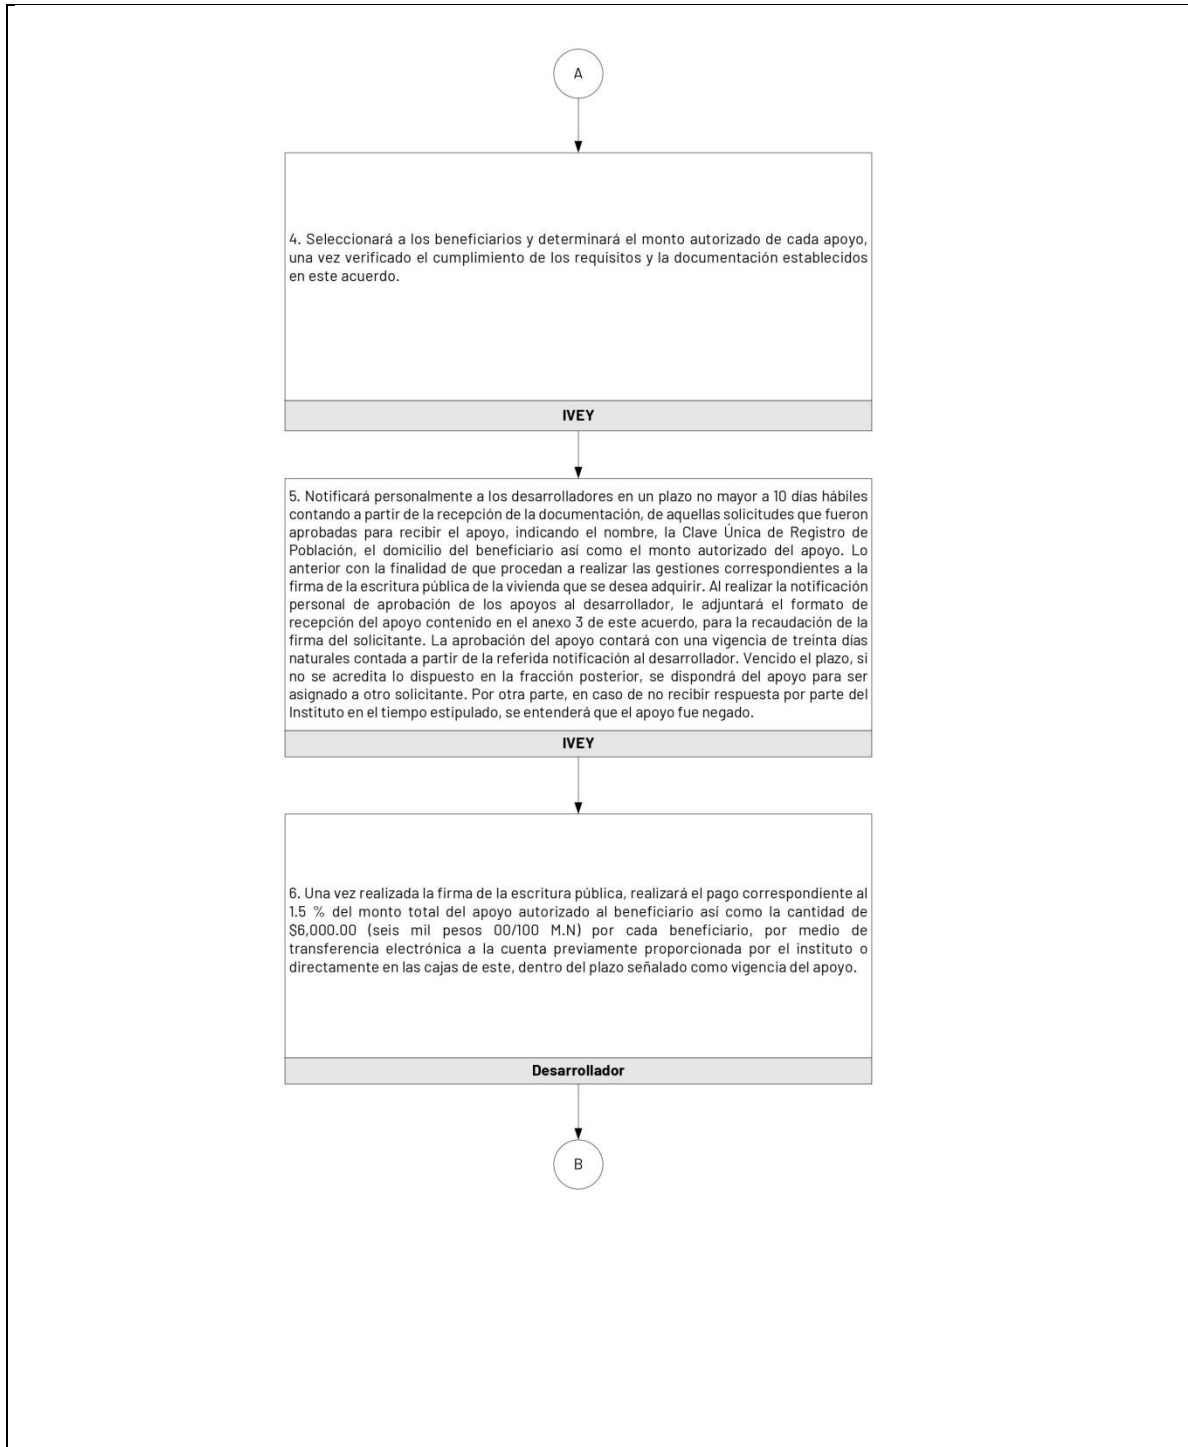 A
4. Seleccionará a los beneficiarios y determinará el monto autorizado de cada apoyo,
una vez verificado el cumplimiento de los requisitos y la documentación establecidos
en este acuerdo.
IVEY
5. Notificará personalmente a los desarrolladores en un plazo no mayor a 10 días hábiles
contando a partir de la recepción de la documentación, de aquellas solicitudes que fueron
aprobadas para recibir el apoyo, indicando el nombre, la Clave Única de Registro de
Población, el domicilio del beneficiario así como el monto autorizado del apoyo. Lo
anterior con la finalidad de que procedan a realizar las gestiones correspondientes a la
firma de la escritura pública de la vivienda que se desea adquirir. Al realizar la notificación
personal de aprobación de los apoyos al desarrollador, le adjuntará el formato de
recepción del apoyo contenido en el anexo 3 de este acuerdo, para la recaudación de la
firma del solicitante. La aprobación del apoyo contará con una vigencia de treinta días
naturales contada a partir de la referida notificación al desarrollador. Vencido el plazo, si
no se acredita lo dispuesto en la fracción posterior, se dispondrá del apoyo para ser
asignado a otro solicitante. Por otra parte, en caso de no recibir respuesta por parte del
Instituto en el tiempo estipulado, se entenderá que el apoyo fue negado.
IVEY
6. Una vez realizada la firma de la escritura pública, realizará el pago correspondiente al
1.5 % del monto total del apoyo autorizado al beneficiario así como la cantidad de
$6,000.00 (seis mil pesos 00/100 M.N) por cada beneficiario, por medio de
transferencia electrónica a la cuenta previamente proporcionada por el instituto o
directamente en las cajas de este, dentro del plazo señalado como vigencia del apoyo.
Desarrollador
B